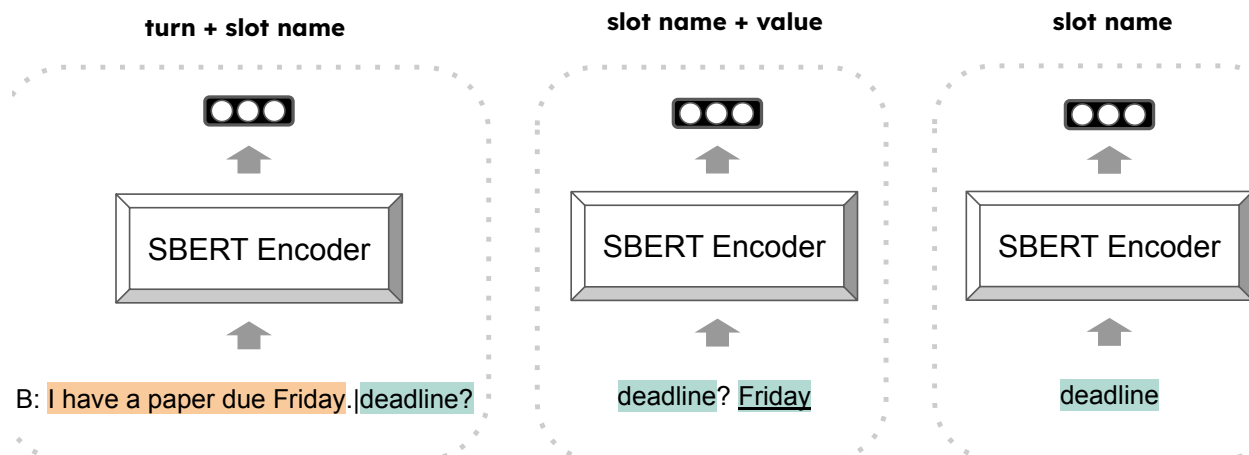 turn + slot name
slot name + value
slot name
SBERT Encoder
SBERT Encoder
SBERT Encoder
B: I have a paper due Friday.|deadline?
deadline? Friday
deadline